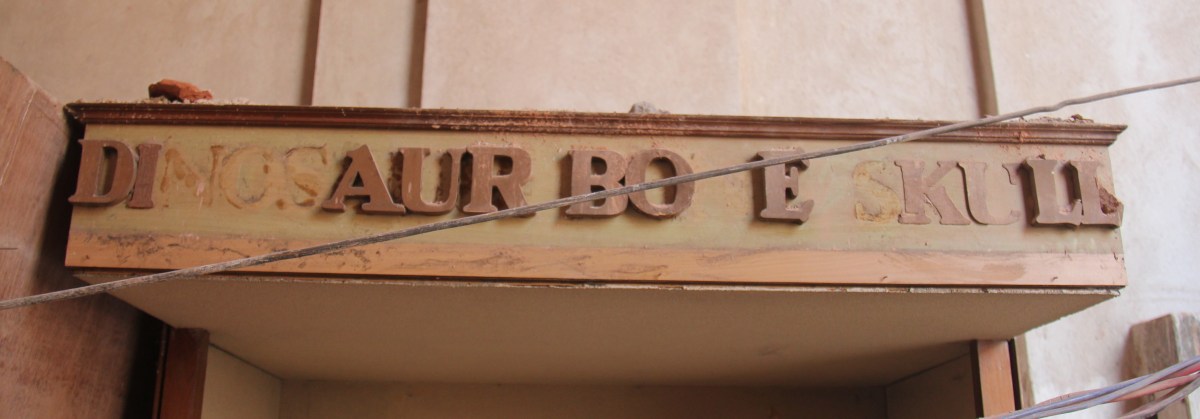 DINOSAUR BO E SKULL